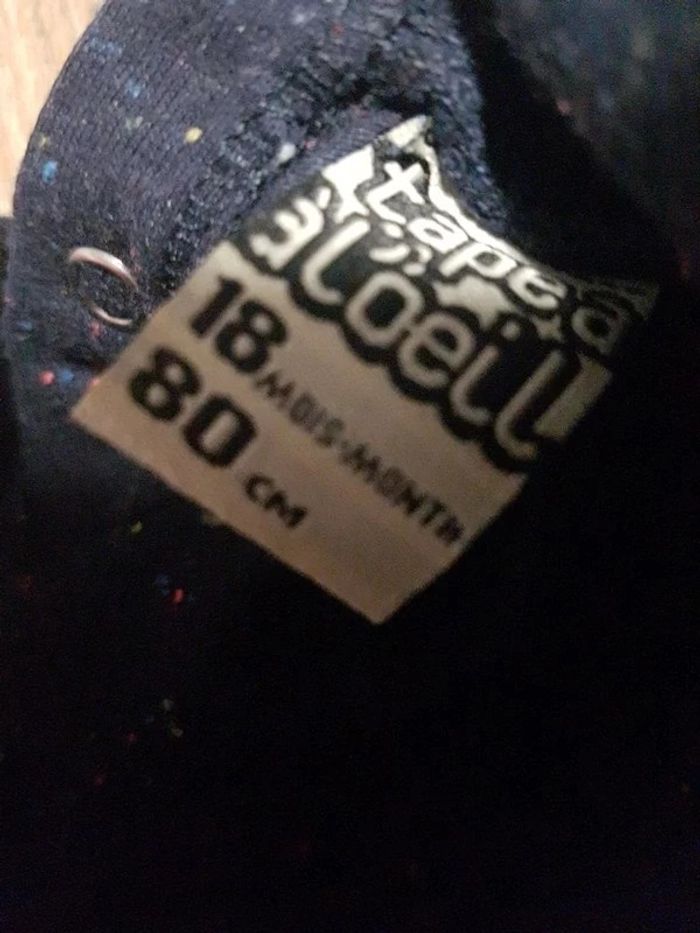 tape à
l'oeil
18 MOIS-MONTH
80 CM